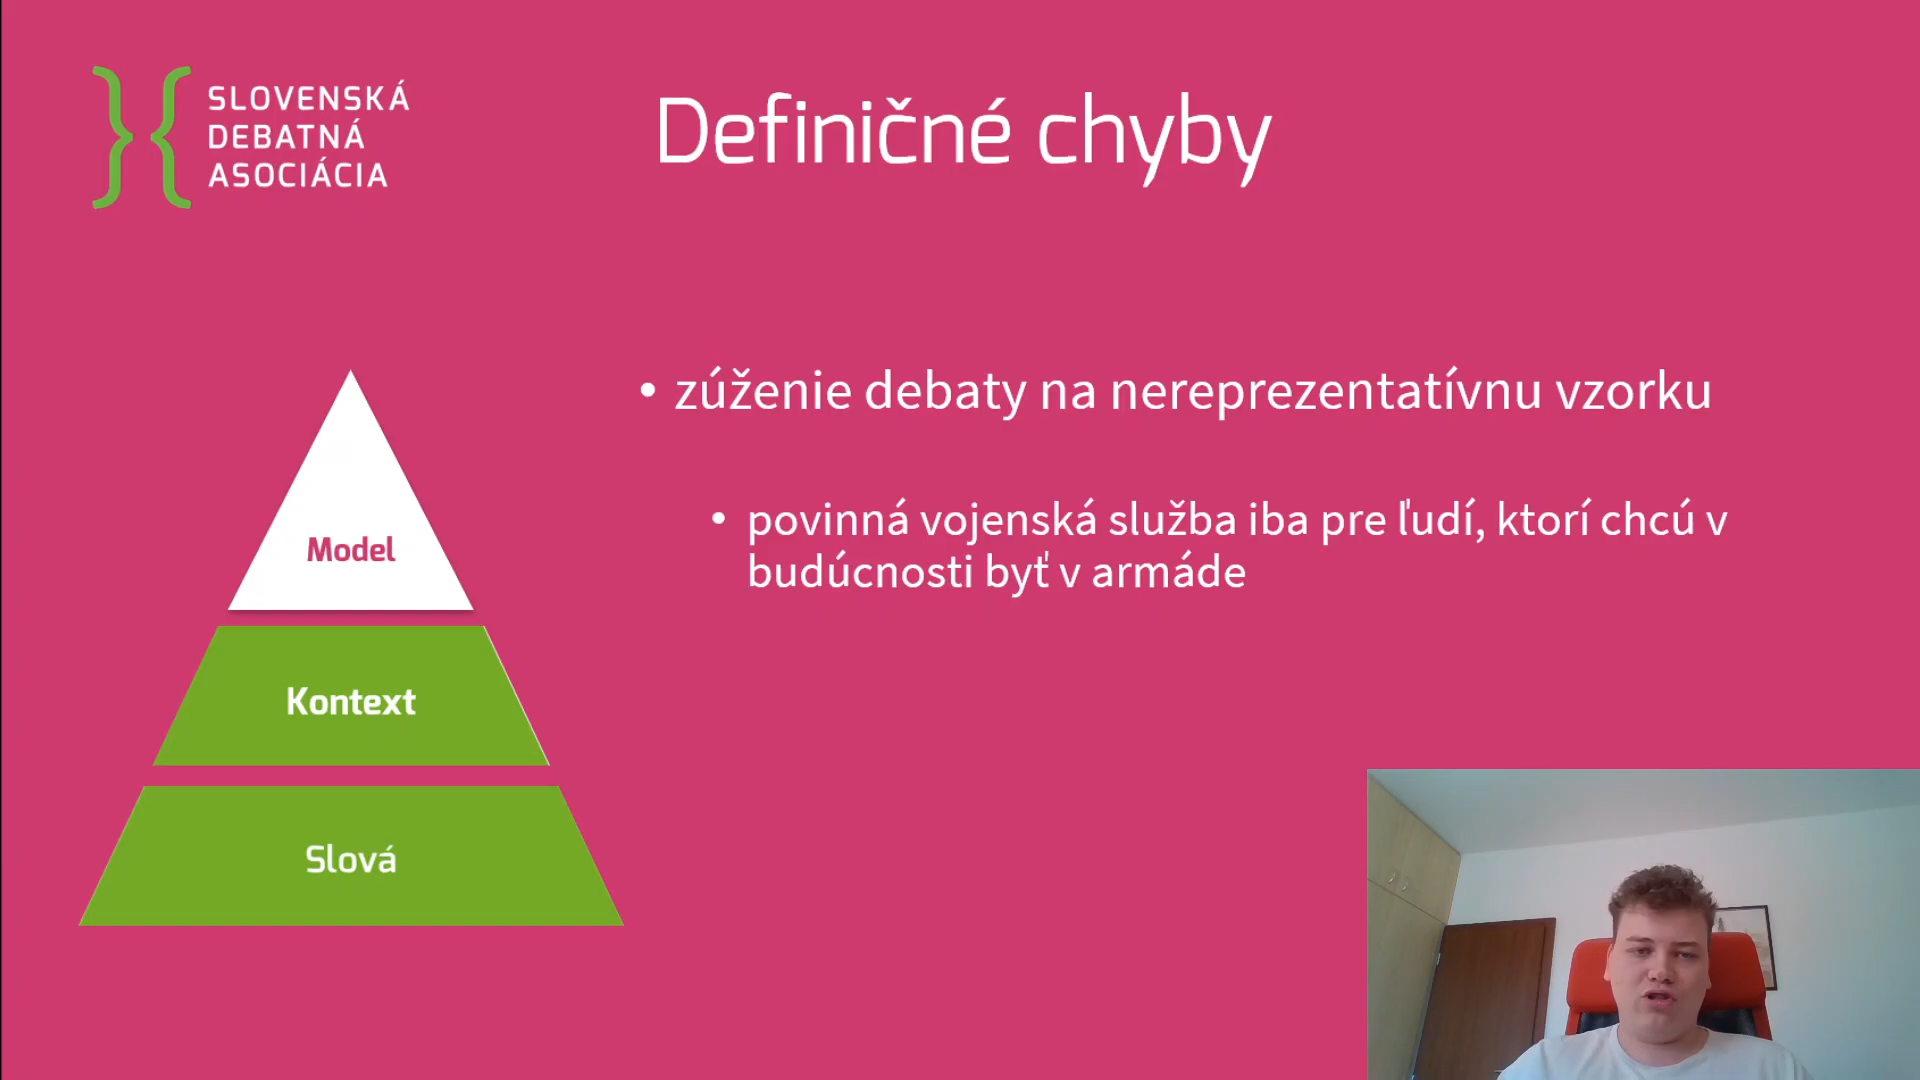 SLOVENSKÁ
DEBATNÁ
ASOCIÁCIA
Definičné chyby
• zúženie debaty na nereprezentatívnu vzorku
• povinná vojenská služba iba pre ľudí, ktorí chcú v
budúcnosti byť v armáde
Model
Kontext
Slová